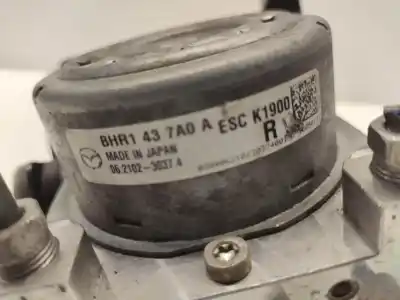 BHR1 43 7A0 A ESC K1900
R
MADE IN JAPAN
06.2102-3037.4